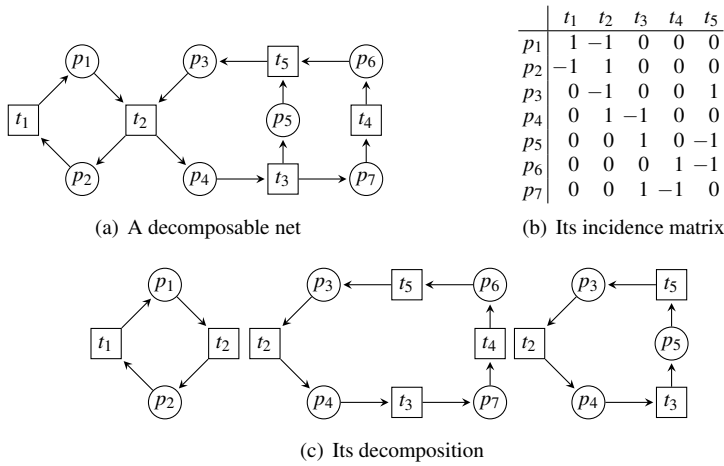 p1 p3 t5 p6
t1 t2 p5 t4
p2 p4 t3 p7
(a) A decomposable net
t1 t2 t3 t4 t5
p1 1 −1 0 0 0
p2 −1 1 0 0 0
p3 0 −1 0 0 1
p4 0 1 −1 0 0
p5 0 0 1 0 −1
p6 0 0 0 1 −1
p7 0 0 1 −1 0
(b) Its incidence matrix
p1 p3 t5 p6 p3 t5
t1 t2 t2 t4 t2 p5
p2 p4 t3 p7 p4 t3
(c) Its decomposition